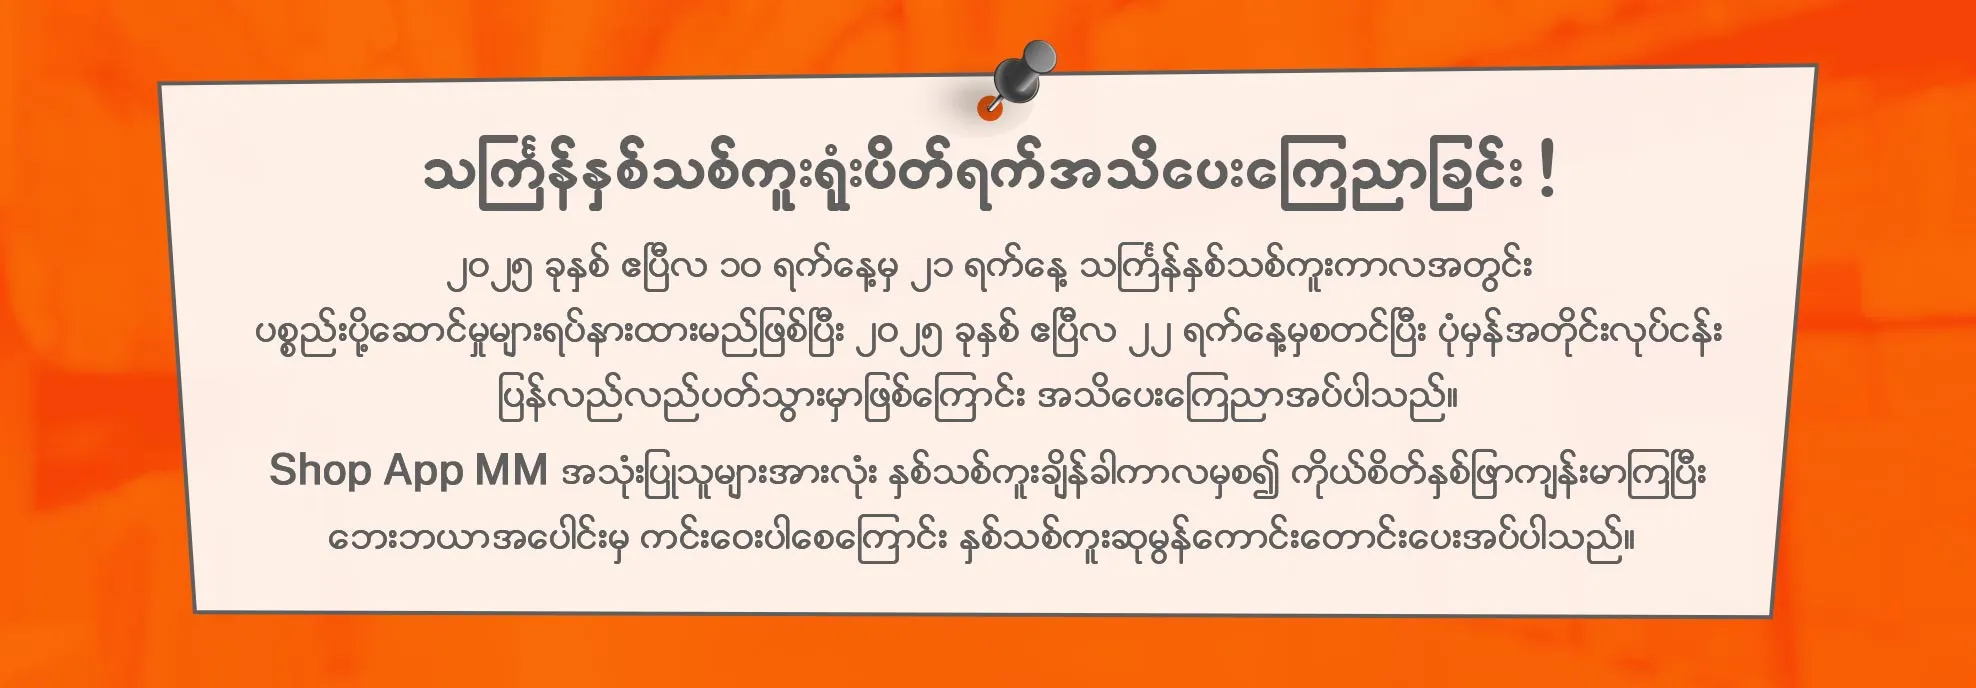 သင်္ကြန်နှစ်သစ်ကူးရုံးပိတ်ရက်အသိပေးကြေညာခြင်း !
၂၀၂၅ ခုနှစ် ဧပြီလ ၁၀ ရက်နေ့မှ ၂၁ ရက်နေ့ သင်္ကြန်နှစ်သစ်ကူးကာလအတွင်း
ပစ္စည်းပို့ဆောင်မှုများရပ်နားထားမည်ဖြစ်ပြီး ၂၀၂၅ ခုနှစ် ဧပြီလ ၂၂ ရက်နေ့မှစတင်ပြီး ပုံမှန်အတိုင်းလုပ်ငန်း
ပြန်လည်လည်ပတ်သွားမှာဖြစ်ကြောင်း အသိပေးကြေညာအပ်ပါသည်။
Shop App MM အသုံးပြုသူများအားလုံး နှစ်သစ်ကူးချိန်ခါကာလမှစ၍ ကိုယ်စိတ်နှစ်ဖြာကျန်းမာကြပြီး
ဘေးဘယာအပေါင်းမှ ကင်းဝေးပါစေကြောင်း နှစ်သစ်ကူးဆုမွန်ကောင်းတောင်းပေးအပ်ပါသည်။